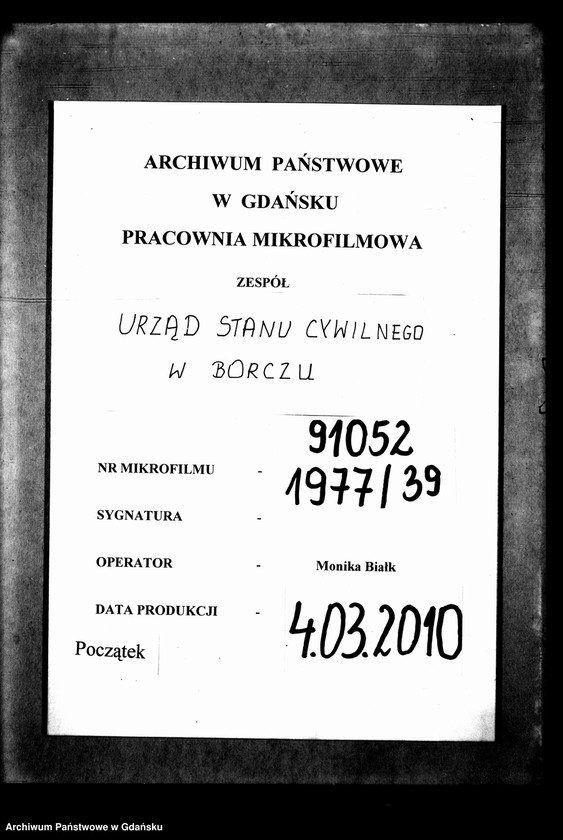 ARCHIWUM PAŃSTWOWE
W GDAŃSKU
PRACOWNIA MIKROFILMOWA
ZESPÓŁ
URZĄD STANU CYWILNEGO
W BORCZU
91052
NR MIKROFILMU -
1977/39
SYGNATURA -
OPERATOR - Monika Białk
DATA PRODUKCJI - 4.03.2010
Początek
Archiwum Państwowe w Gdańsku